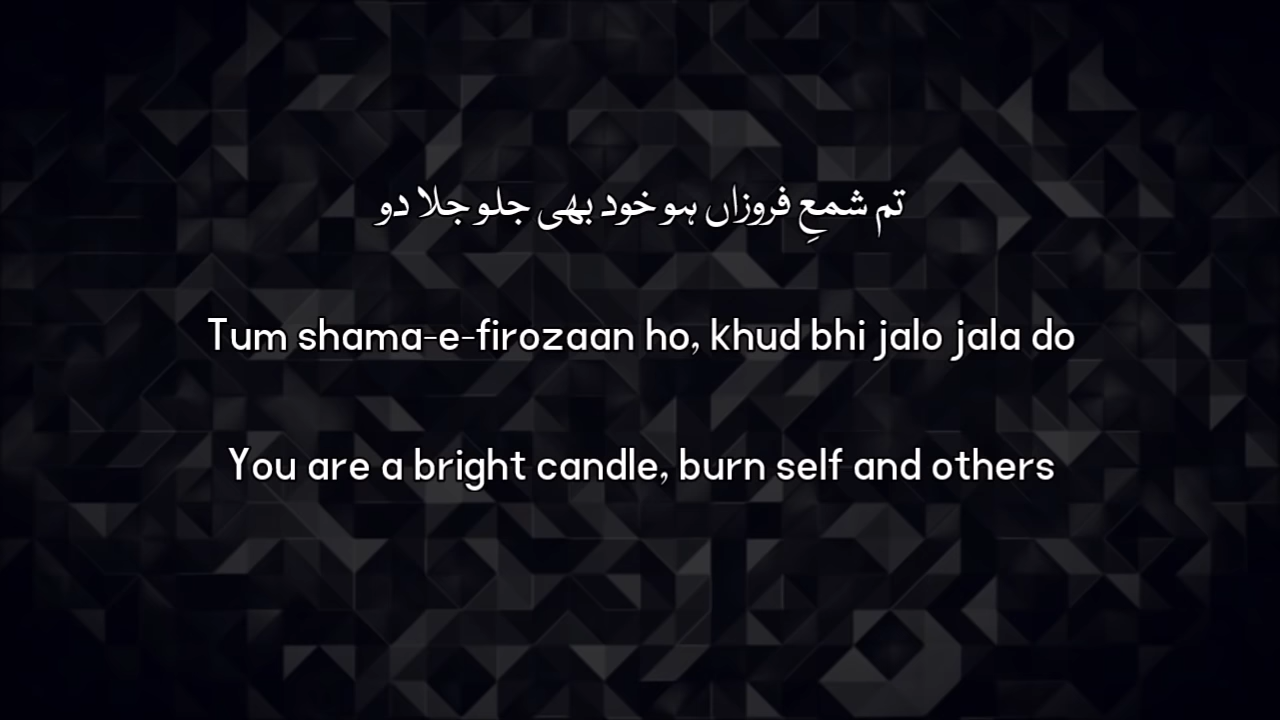 تم شمعِ فروزاں ہو خود بھی جلو جلا دو
Tum shama-e-firozaan ho, khud bhi jalo jala do
You are a bright candle, burn self and others